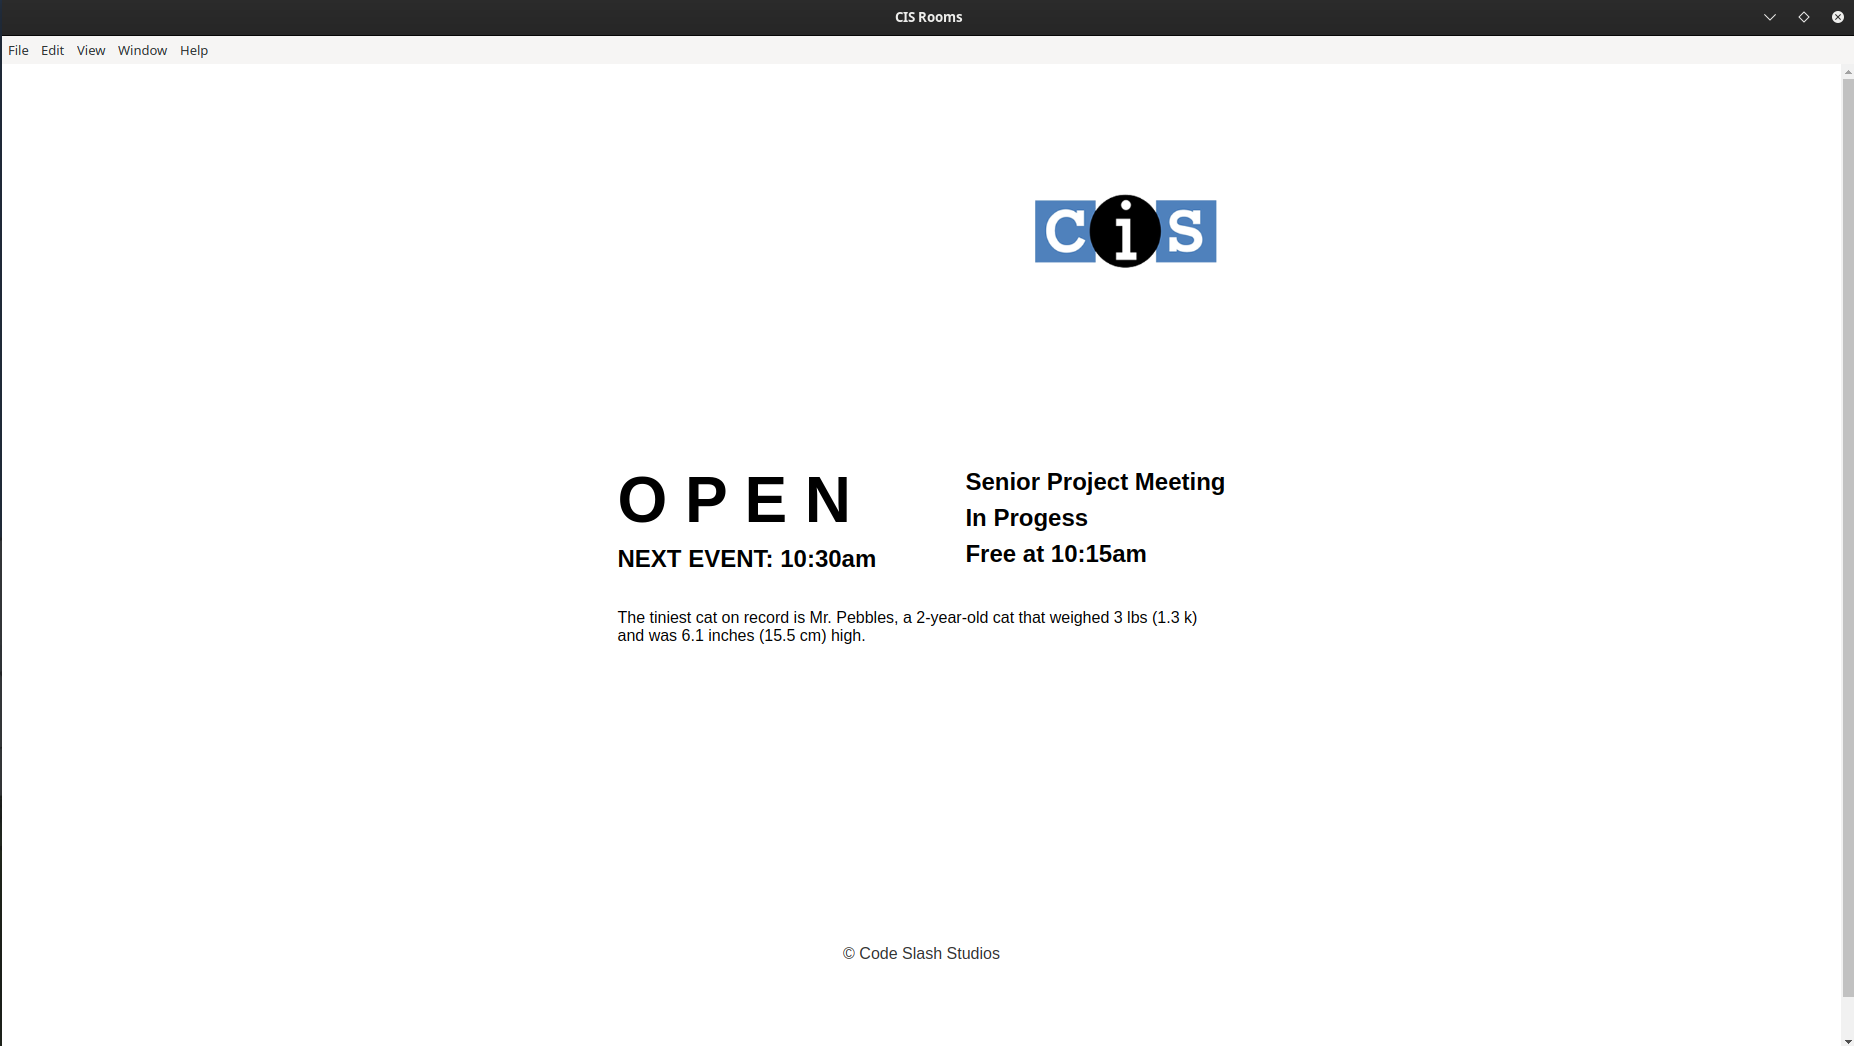 CIS Rooms
File Edit View Window Help
CiS
OPEN
NEXT EVENT: 10:30am
Senior Project Meeting
In Progess
Free at 10:15am
The tiniest cat on record is Mr. Pebbles, a 2-year-old cat that weighed 3 lbs (1.3 k)
and was 6.1 inches (15.5 cm) high.
© Code Slash Studios